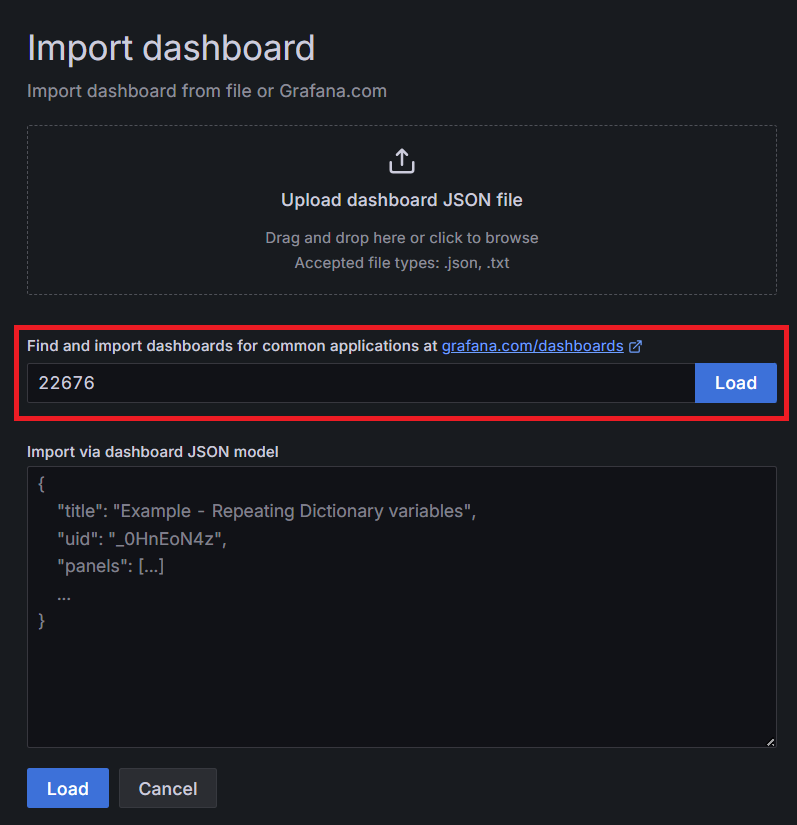 Import dashboard
Import dashboard from file or Grafana.com
Upload dashboard JSON file
Drag and drop here or click to browse
Accepted file types: .json, .txt
Find and import dashboards for common applications at grafana.com/dashboards
22676
Load
Import via dashboard JSON model
{
"title": "Example - Repeating Dictionary variables",
"uid": "_0HnEoN4z",
"panels": [...]
...
}
Load
Cancel